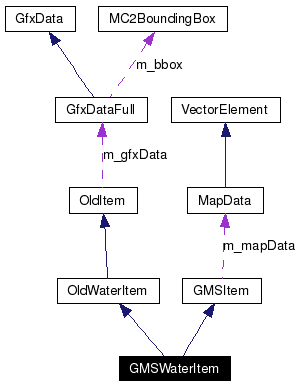 GfxData
MC2BoundingBox
m_bbox
GfxDataFull
VectorElement
m_gfxData
OldItem
MapData
m_mapData
OldWaterItem
GMSItem
GMSWaterItem